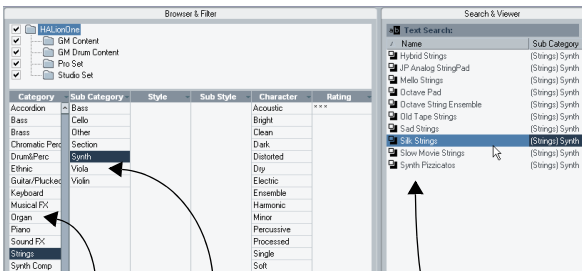 Browser & Filter
HALionOne
GM Content
GM Drum Content
Pro Set
Studio Set
Category Sub Category Style Sub Style Character Rating
Accordion Bass Acoustic ***
Bass Cello Bright
Brass Other Clean
Chromatic Perc Section Dark
Drum&Perc Synth Distorted
Ethnic Viola Dry
Guitar/Plucked Violin Electric
Keyboard Ensemble
Musical FX Harmonic
Organ Minor
Piano Percussive
Sound FX Processed
Strings Single
Synth Comp Soft
Search & Viewer
Text Search:
/ Name Sub Category
Hybrid Strings (Strings) Synth
JP Analog StringPad (Strings) Synth
Mello Strings (Strings) Synth
Octave Pad (Strings) Synth
Octave String Ensemble (Strings) Synth
Old Tape Strings (Strings) Synth
Sad Strings (Strings) Synth
Silk Strings (Strings) Synth
Slow Movie Strings (Strings) Synth
Synth Pizzicatos (Strings) Synth